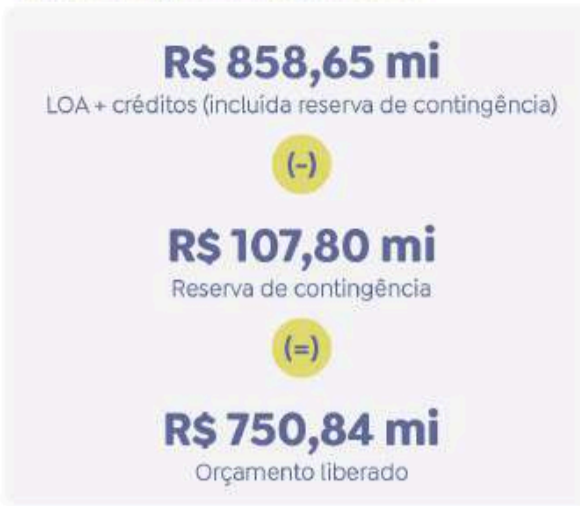 R$ 858,65 mi
LOA + créditos (incluída reserva de contingência)
(-)
R$ 107,80 mi
Reserva de contingência
(=)
R$ 750,84 mi
Orçamento liberado